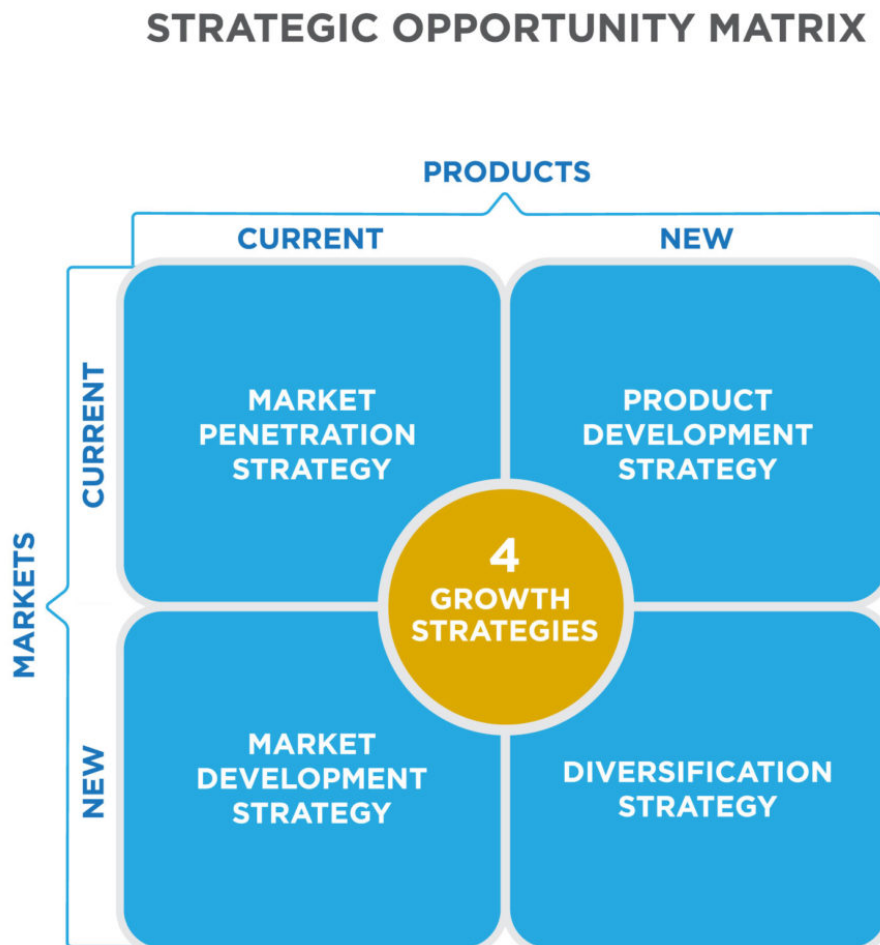 STRATEGIC OPPORTUNITY MATRIX
PRODUCTS
CURRENT
NEW
MARKETS
CURRENT
MARKET
PENETRATION
STRATEGY
PRODUCT
DEVELOPMENT
STRATEGY
4
GROWTH
STRATEGIES
NEW
MARKET
DEVELOPMENT
STRATEGY
DIVERSIFICATION
STRATEGY